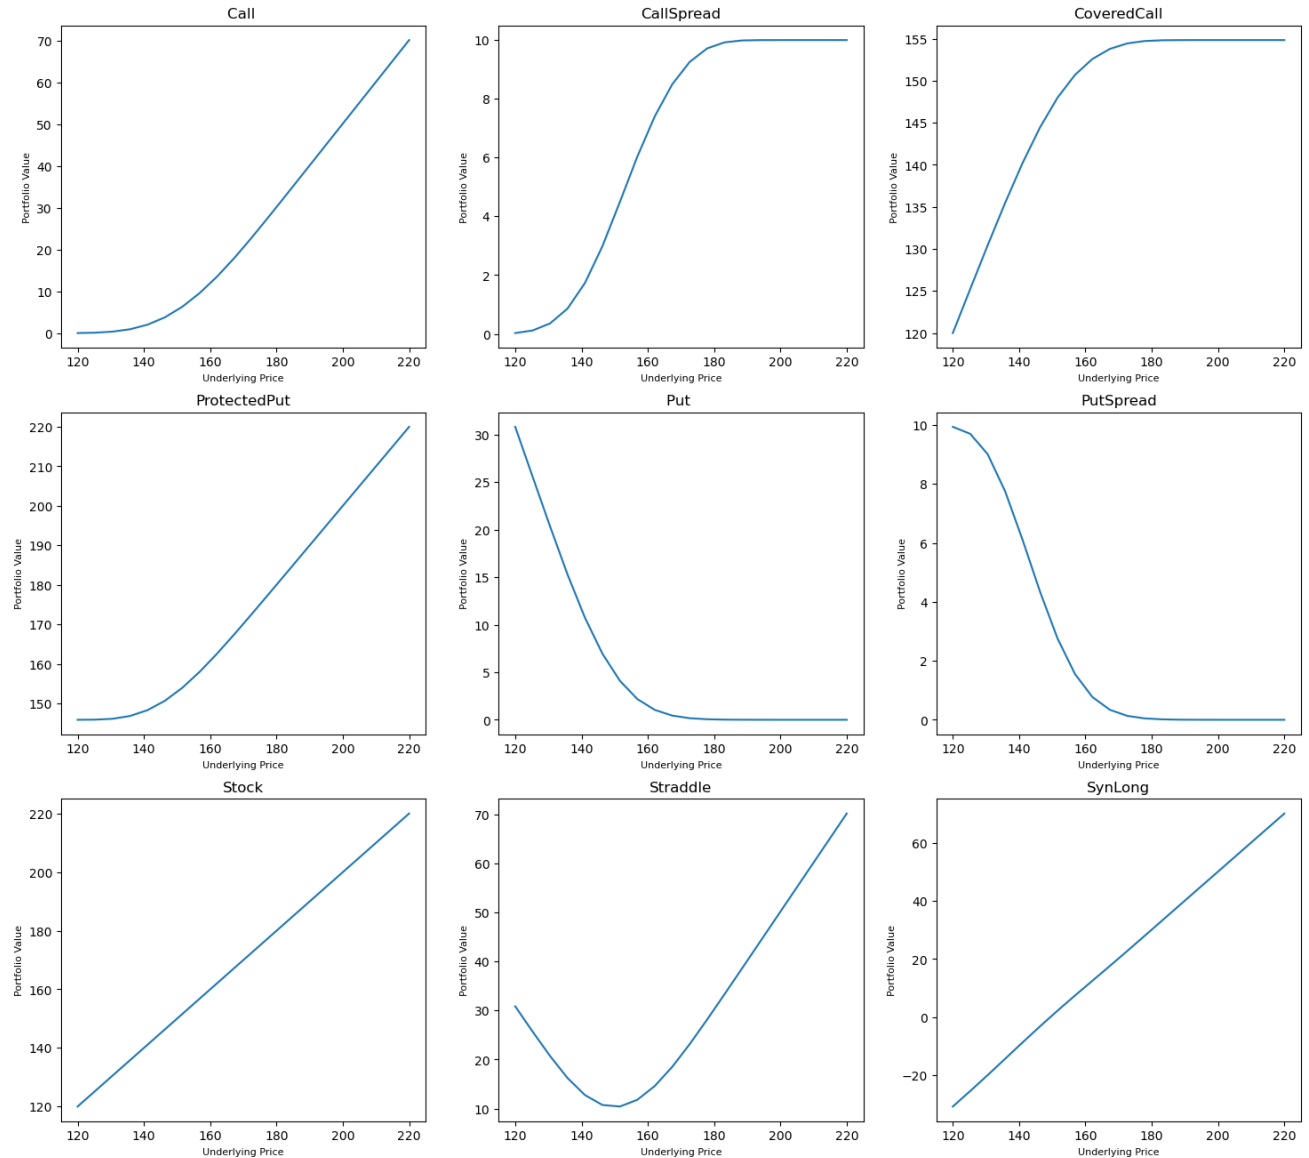 Call
70
60
50
40
30
20
10
0
Portfolio Value
120 140 160 180 200 220
Underlying Price
CallSpread
10
8
6
4
2
0
Portfolio Value
120 140 160 180 200 220
Underlying Price
CoveredCall
155
150
145
140
135
130
125
120
Portfolio Value
120 140 160 180 200 220
Underlying Price
ProtectedPut
220
210
200
190
180
170
160
150
Portfolio Value
120 140 160 180 200 220
Underlying Price
Put
30
25
20
15
10
5
0
Portfolio Value
120 140 160 180 200 220
Underlying Price
PutSpread
10
8
6
4
2
0
Portfolio Value
120 140 160 180 200 220
Underlying Price
Stock
220
200
180
160
140
120
Portfolio Value
120 140 160 180 200 220
Underlying Price
Straddle
70
60
50
40
30
20
10
Portfolio Value
120 140 160 180 200 220
Underlying Price
SynLong
60
40
20
0
−20
Portfolio Value
120 140 160 180 200 220
Underlying Price